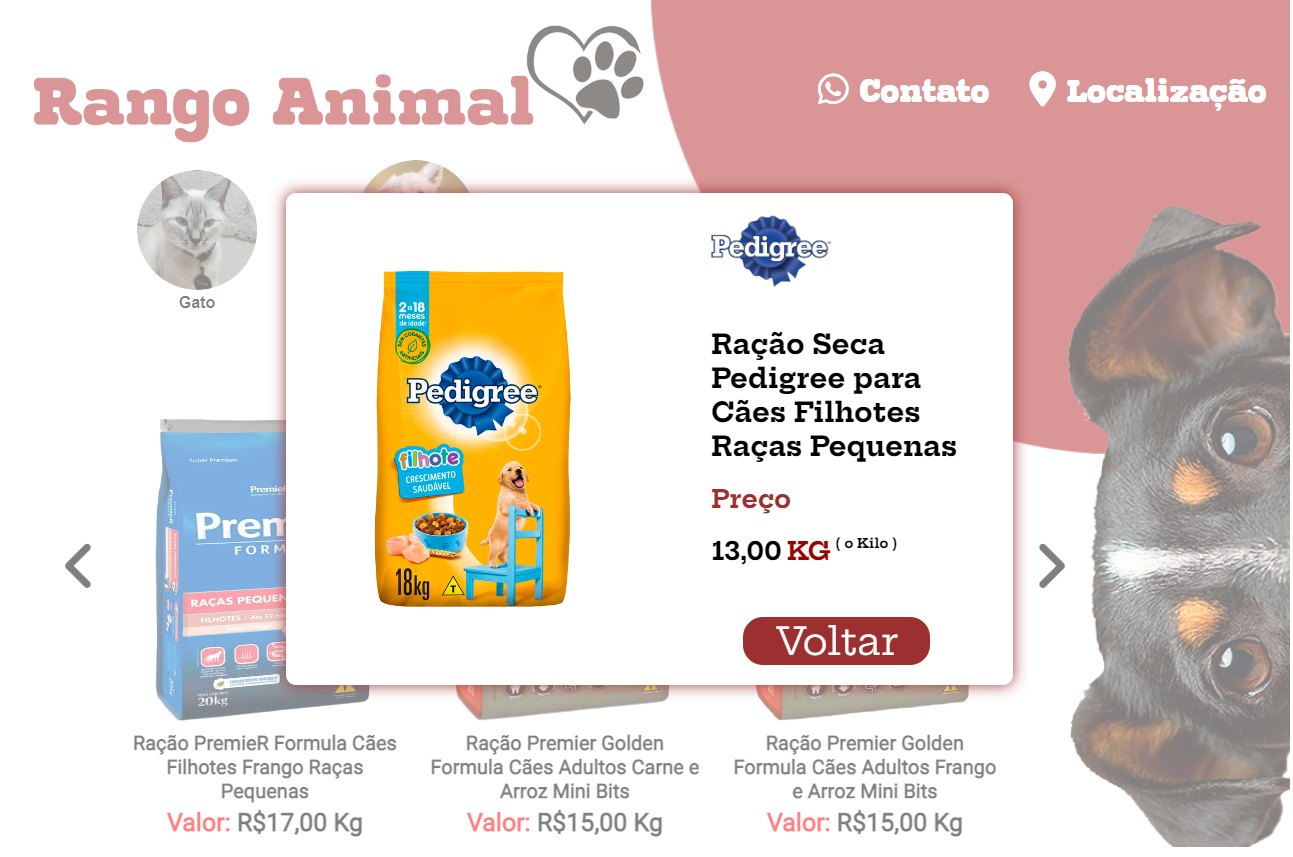 Rango Animal
Contato
Localização
Gato
Pedigree
Ração Seca
Pedigree para
Cães Filhotes
Raças Pequenas
Preço
13,00 KG ( o Kilo )
Voltar
2 a 18
meses
de idade
SEM CORANTES
ARTIFICIAIS
Pedigree
filhote
CRESCIMENTO
SAUDÁVEL
18kg
T
Super Premium
PremieR
Prem
FORM
RAÇAS PEQUEN
FILHOTES
20kg
Ração PremieR Formula Cães
Filhotes Frango Raças
Pequenas
Valor: R$17,00 Kg
Ração Premier Golden
Formula Cães Adultos Carne e
Arroz Mini Bits
Valor: R$15,00 Kg
Ração Premier Golden
Formula Cães Adultos Frango
e Arroz Mini Bits
Valor: R$15,00 Kg